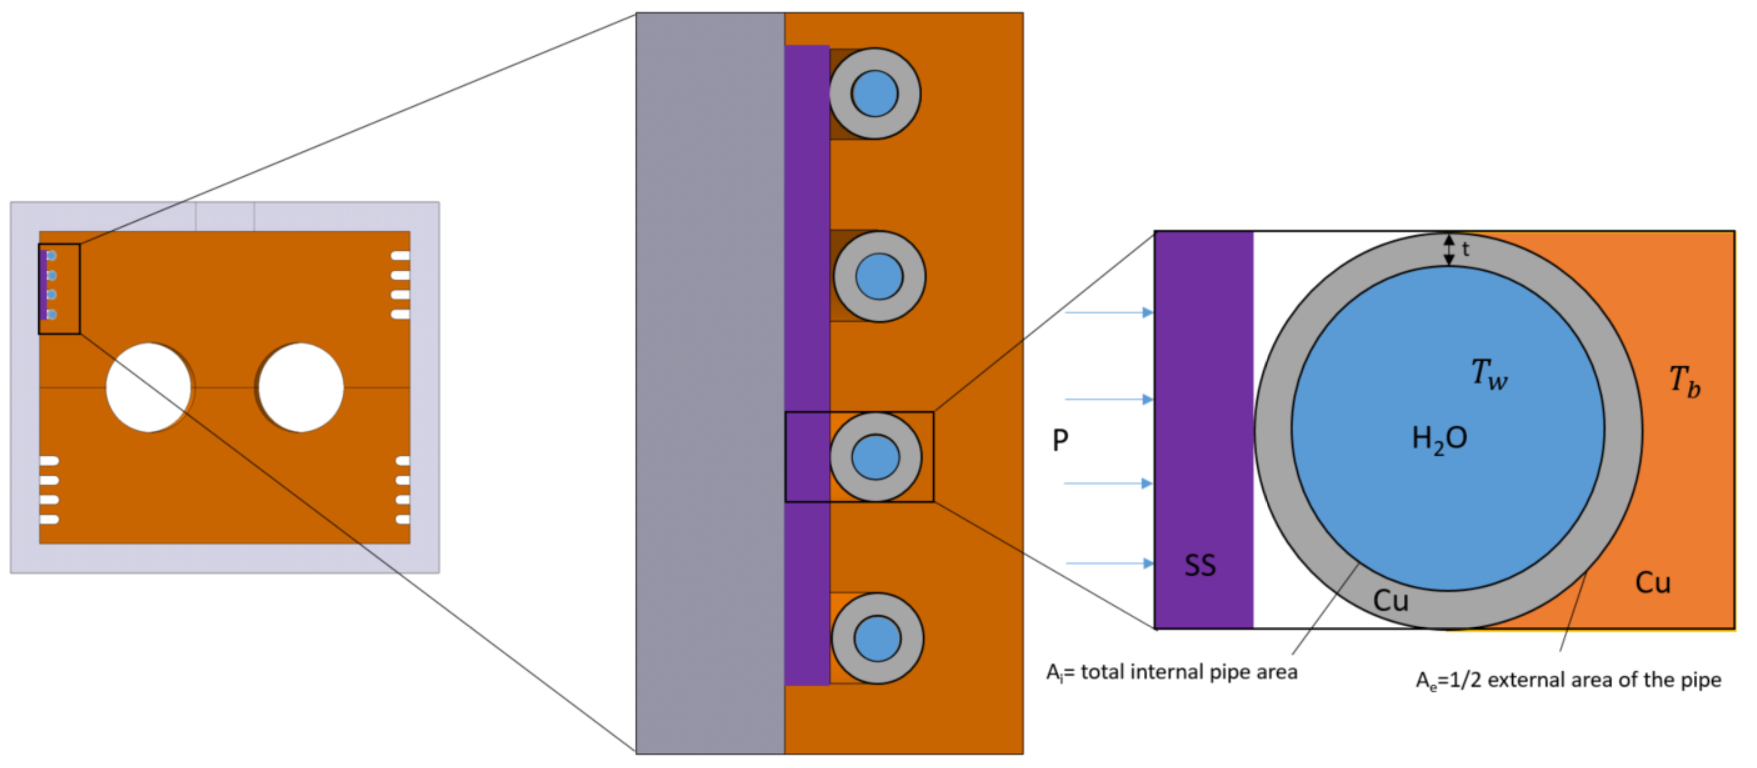 t
T_w
T_b
P
H₂O
SS
Cu
Cu
Aᵢ= total internal pipe area
Aₑ=1/2 external area of the pipe